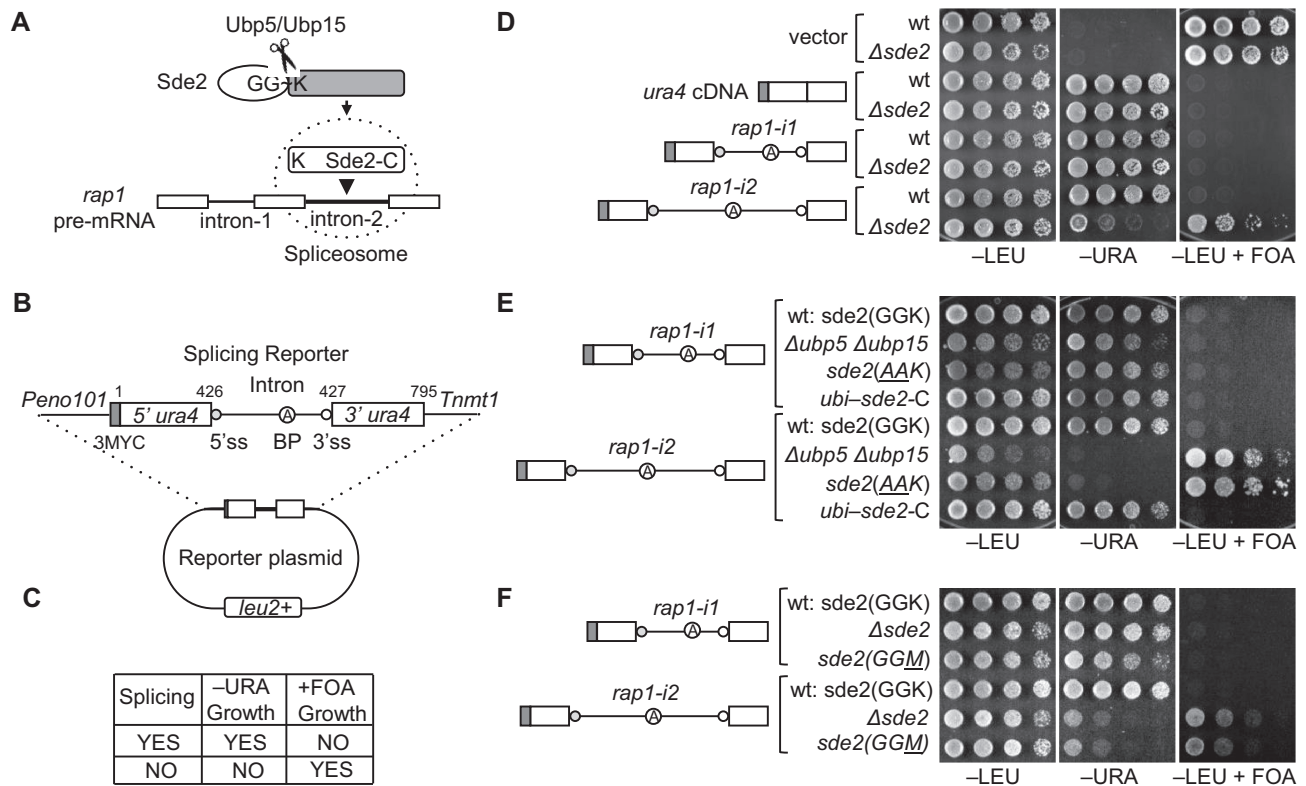 A
Ubp5/Ubp15
Sde2
GG~K
K Sde2-C
rap1
pre-mRNA
intron-1
intron-2
Spliceosome
B
Splicing Reporter
Intron
Peno101
1
426
427
795
Tnmt1
5' ura4
A
3' ura4
3MYC
5'ss
BP
3'ss
Reporter plasmid
leu2+
C
Splicing –URA Growth +FOA Growth
YES YES NO
NO NO YES
D
vector
wt
Δsde2
ura4 cDNA
wt
Δsde2
rap1-i1
A
wt
Δsde2
rap1-i2
A
wt
Δsde2
–LEU –URA –LEU + FOA
E
rap1-i1
A
wt: sde2(GGK)
Δubp5 Δubp15
sde2(AAK)
ubi–sde2-C
rap1-i2
A
wt: sde2(GGK)
Δubp5 Δubp15
sde2(AAK)
ubi–sde2-C
–LEU –URA –LEU + FOA
F
rap1-i1
A
wt: sde2(GGK)
Δsde2
sde2(GGM)
rap1-i2
A
wt: sde2(GGK)
Δsde2
sde2(GGM)
–LEU –URA –LEU + FOA